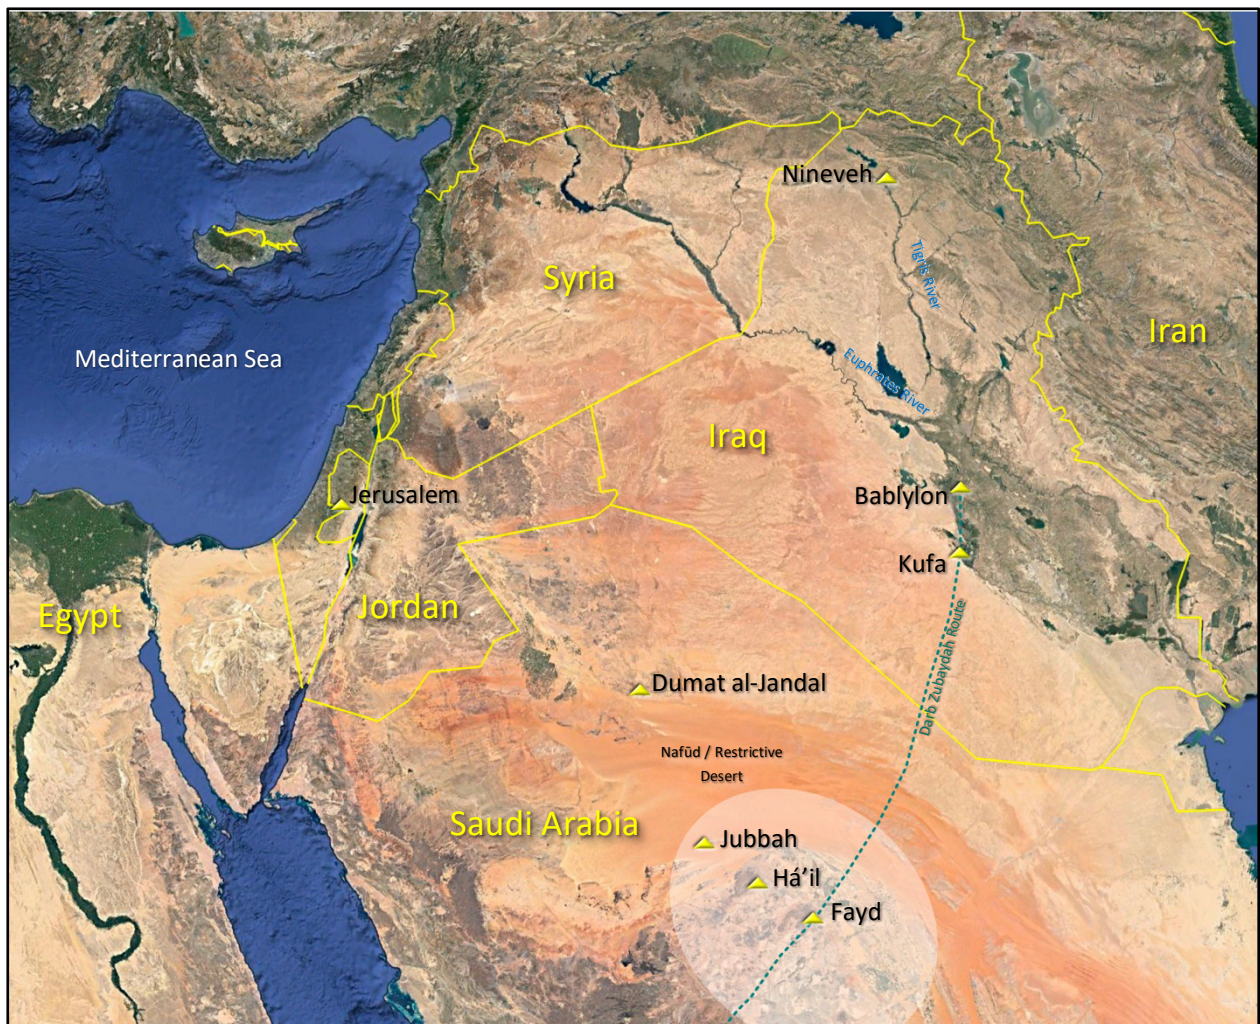 Nineveh
Tigris River
Syria
Iran
Mediterranean Sea
Euphrates River
Iraq
Jerusalem
Bablylon
Kufa
Egypt
Jordan
Darb Zubaydah Route
Dumat al-Jandal
Nafūd / Restrictive
Desert
Saudi Arabia
Jubbah
Há’il
Fayd